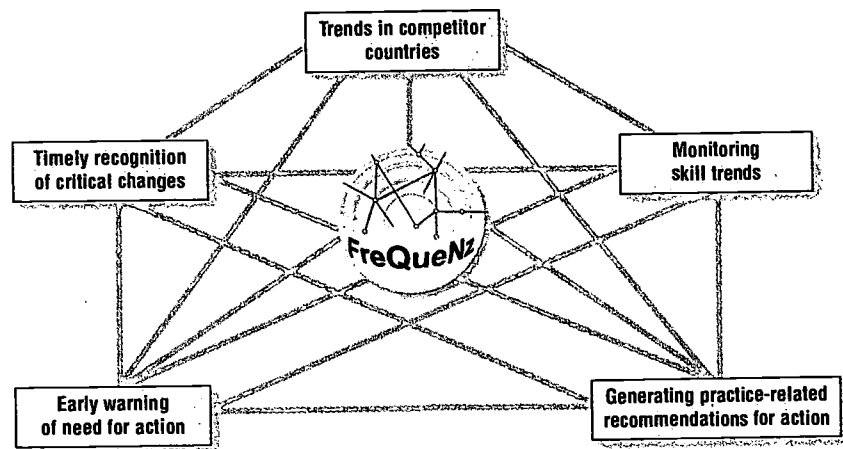 Trends in competitor
countries
Timely recognition
of critical changes
Monitoring
skill trends
FreQueNz
Early warning
of need for action
Generating practice-related
recommendations for action